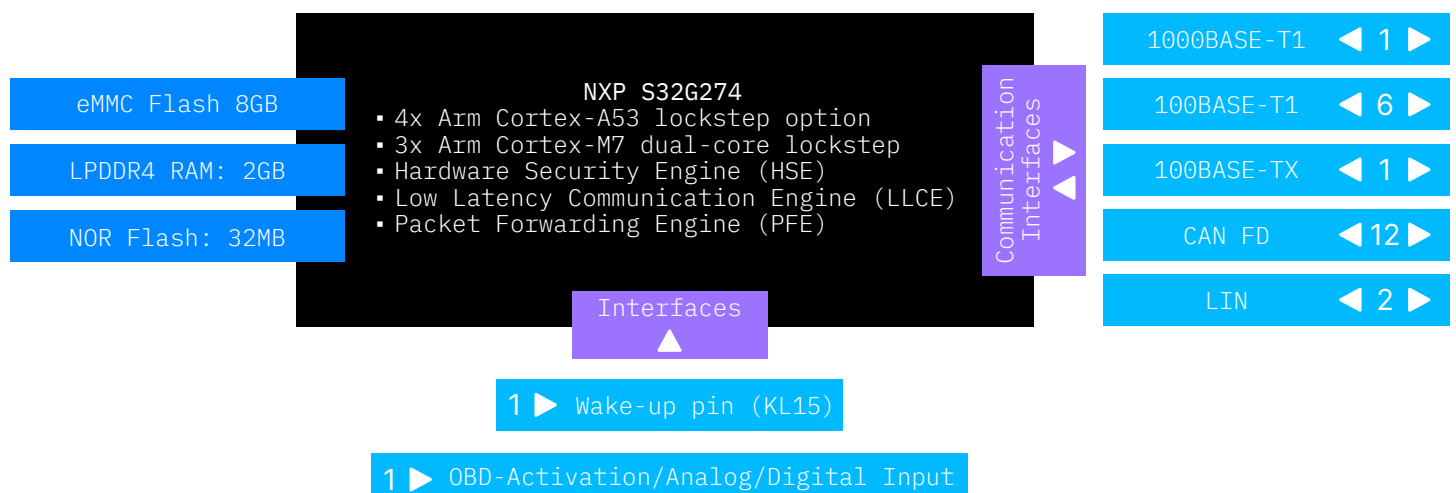 NXP S32G274
▪ 4x Arm Cortex-A53 lockstep option
▪ 3x Arm Cortex-M7 dual-core lockstep
▪ Hardware Security Engine (HSE)
▪ Low Latency Communication Engine (LLCE)
▪ Packet Forwarding Engine (PFE)
eMMC Flash 8GB
LPDDR4 RAM: 2GB
NOR Flash: 32MB
Communication
Interfaces
1000BASE-T1 ◀ 1 ▶
100BASE-T1 ◀ 6 ▶
100BASE-TX ◀ 1 ▶
CAN FD ◀ 12 ▶
LIN ◀ 2 ▶
Interfaces
1 ▶ Wake-up pin (KL15)
1 ▶ OBD-Activation/Analog/Digital Input